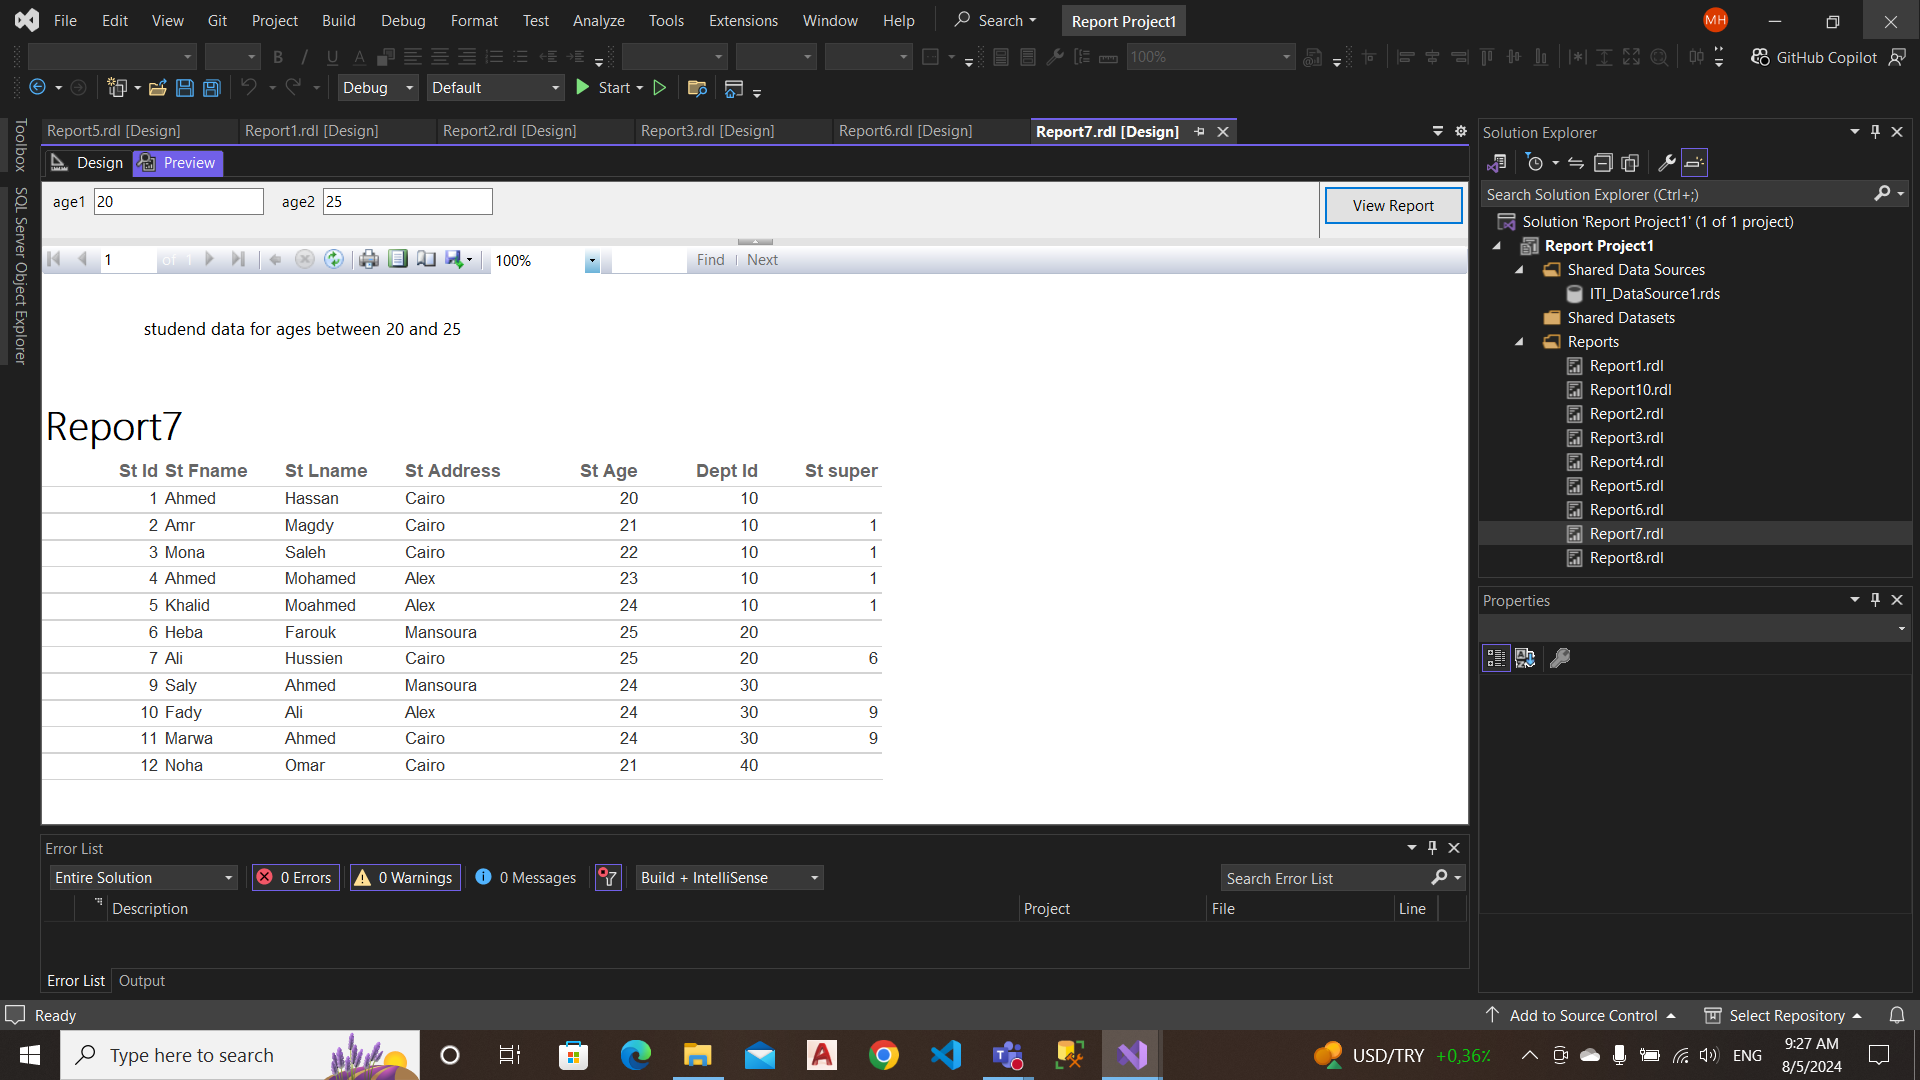 File Edit View Git Project Build Debug Format Test Analyze Tools Extensions Window Help Search Report Project1 MH
100% GitHub Copilot
Debug Default Start
Report5.rdl [Design] Report1.rdl [Design] Report2.rdl [Design] Report3.rdl [Design] Report6.rdl [Design] Report7.rdl [Design]
Toolbox
SQL Server Object Explorer
Design Preview
age1 20 age2 25 View Report
1 of 1 100% Find Next
studend data for ages between 20 and 25
Report7
St Id St Fname St Lname St Address St Age Dept Id St super
1 Ahmed Hassan Cairo 20 10
2 Amr Magdy Cairo 21 10 1
3 Mona Saleh Cairo 22 10 1
4 Ahmed Mohamed Alex 23 10 1
5 Khalid Moahmed Alex 24 10 1
6 Heba Farouk Mansoura 25 20
7 Ali Hussien Cairo 25 20 6
9 Saly Ahmed Mansoura 24 30
10 Fady Ali Alex 24 30 9
11 Marwa Ahmed Cairo 24 30 9
12 Noha Omar Cairo 21 40
Solution Explorer
Search Solution Explorer (Ctrl+;)
Solution 'Report Project1' (1 of 1 project)
Report Project1
Shared Data Sources
ITI_DataSource1.rds
Shared Datasets
Reports
Report1.rdl
Report10.rdl
Report2.rdl
Report3.rdl
Report4.rdl
Report5.rdl
Report6.rdl
Report7.rdl
Report8.rdl
Properties
Error List
Entire Solution 0 Errors 0 Warnings 0 Messages Build + IntelliSense Search Error List
Description Project File Line
Error List Output
Ready Add to Source Control Select Repository
Type here to search USD/TRY +0,36% ENG 9:27 AM
8/5/2024